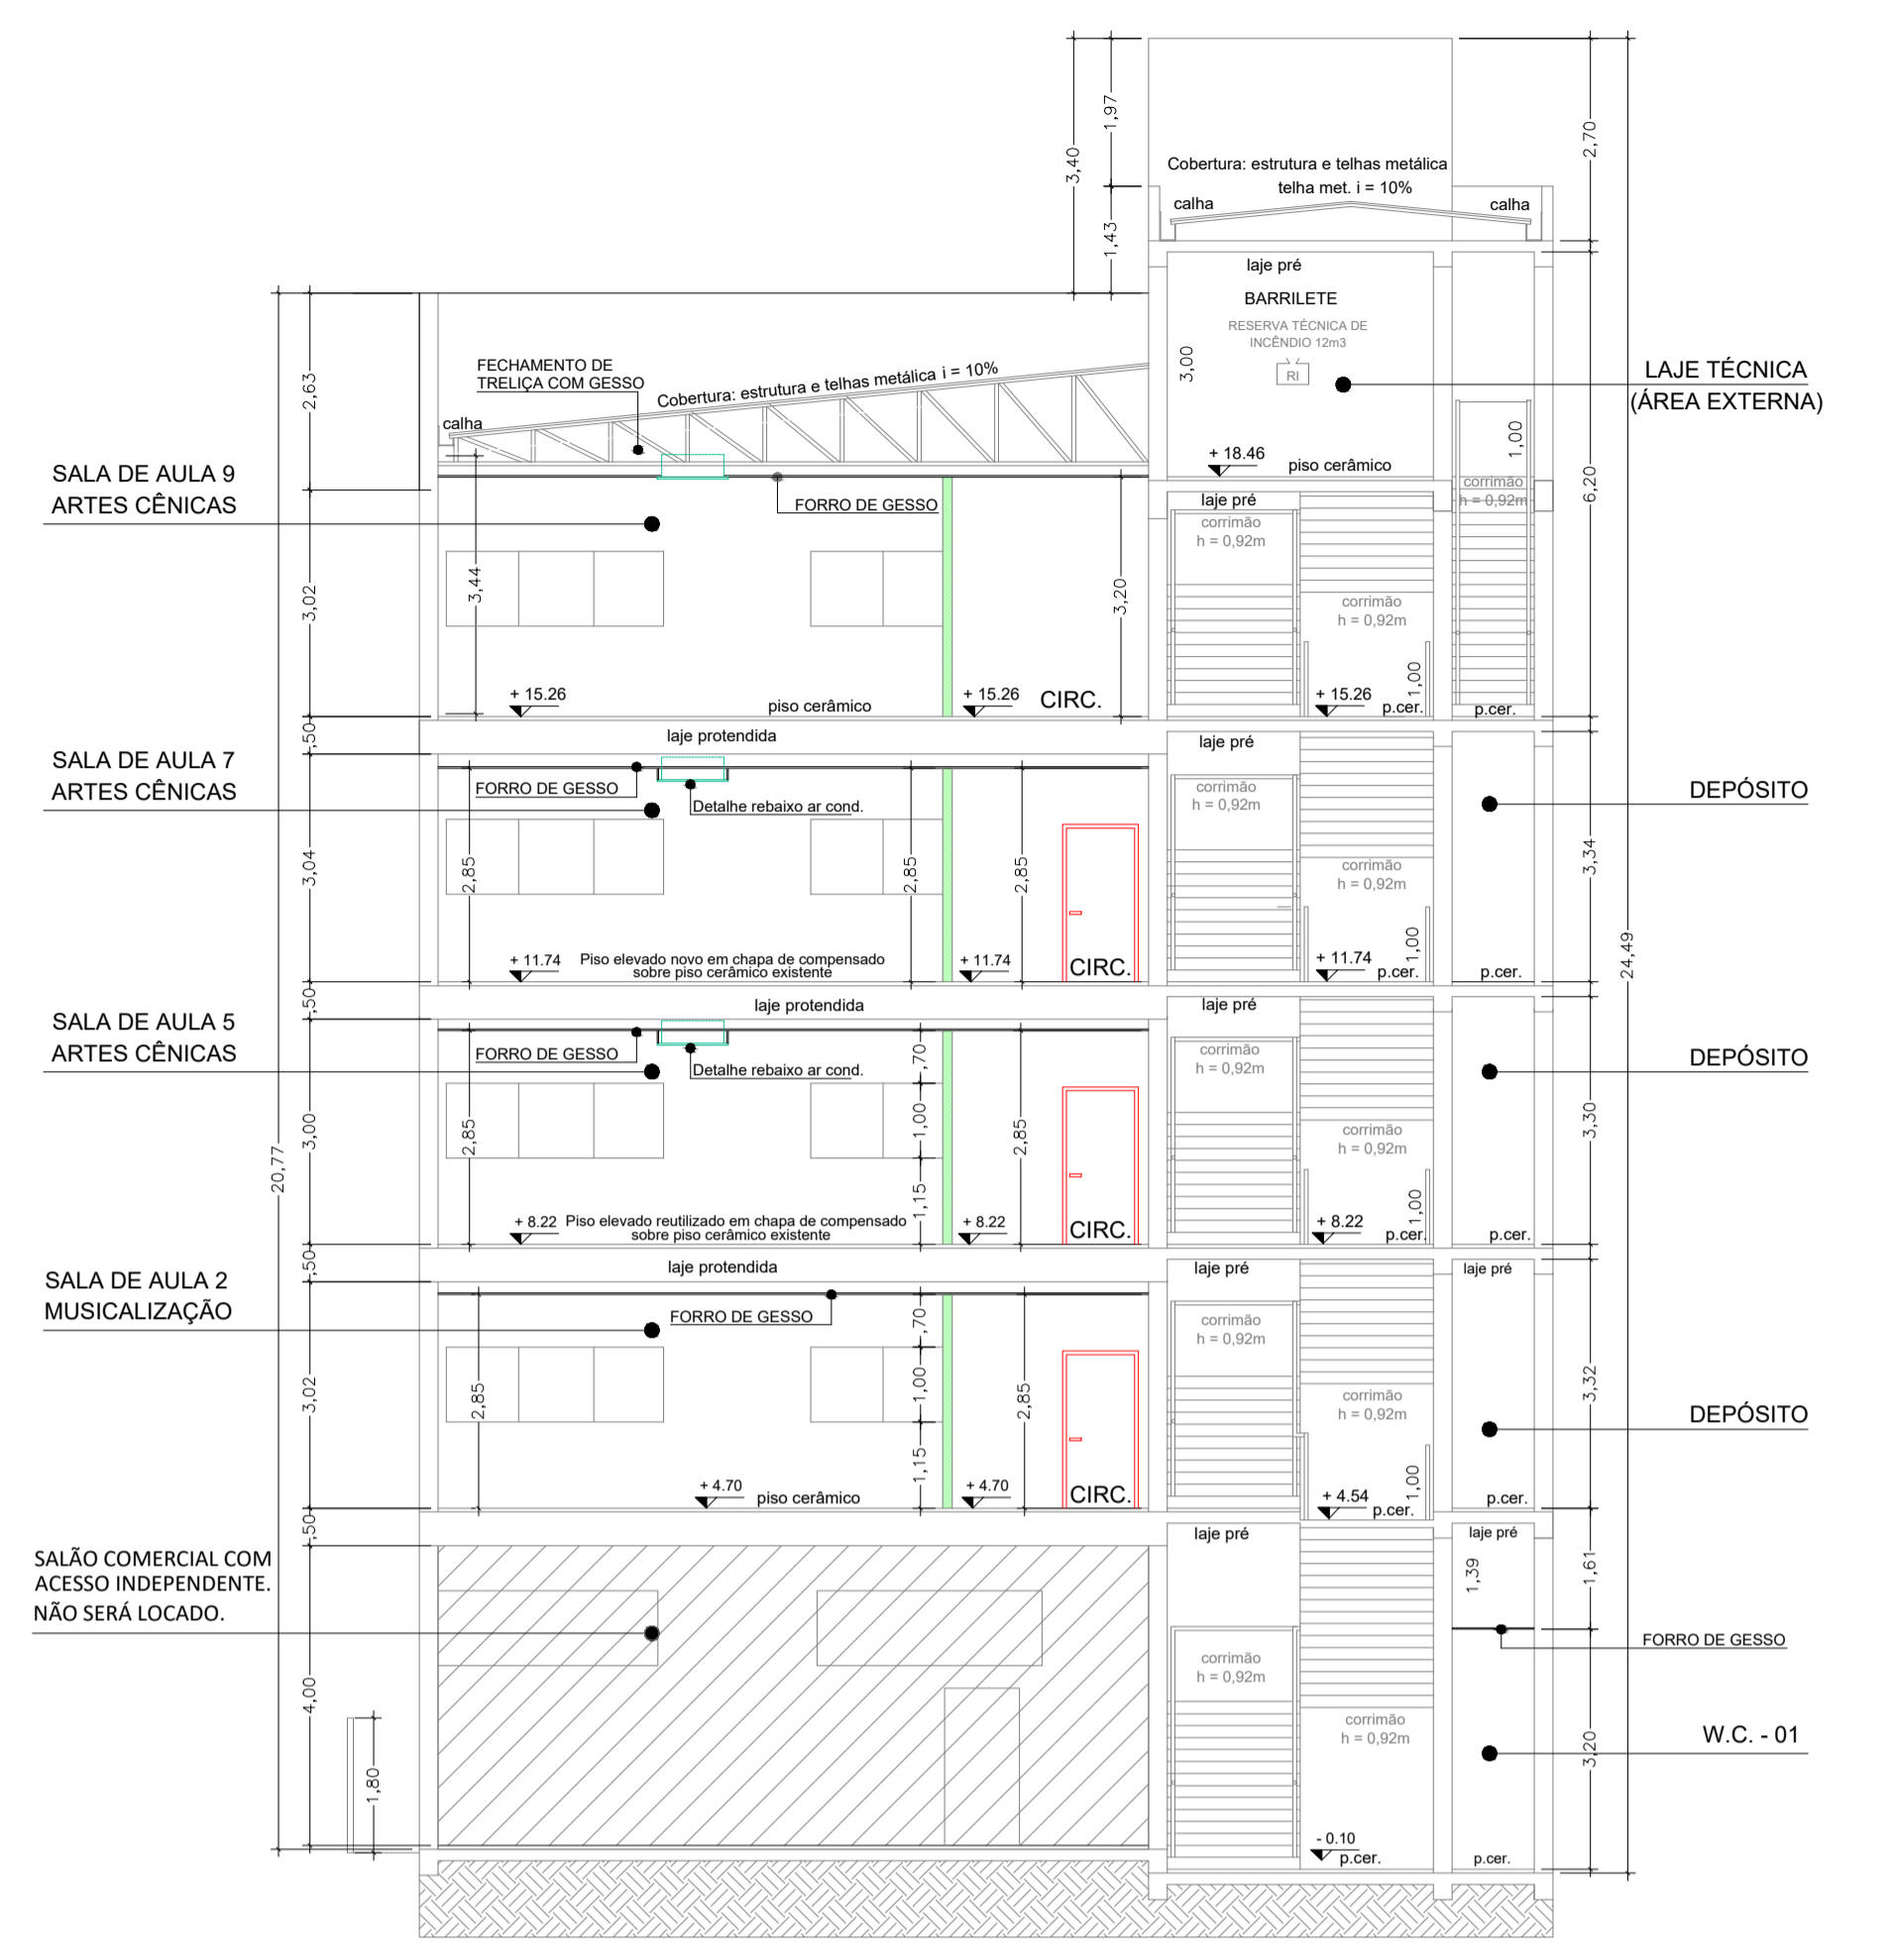 1,97
3,40
2,70
Cobertura: estrutura e telhas metálica
telha met. i = 10%
calha
calha
1,43
laje pré
BARRILETE
RESERVA TÉCNICA DE
INCÊNDIO 12m3
RI
3,00
LAJE TÉCNICA
(ÁREA EXTERNA)
FECHAMENTO DE
TRELIÇA COM GESSO
Cobertura: estrutura e telhas metálica i = 10%
2,63
calha
1,00
+ 18.46
piso cerâmico
SALA DE AULA 9
ARTES CÊNICAS
FORRO DE GESSO
laje pré
corrimão
h = 0,92m
corrimão
h = 0,92m
6,20
3,02
3,44
3,20
corrimão
h = 0,92m
1,00
+ 15.26
piso cerâmico
+ 15.26
CIRC.
+ 15.26
p.cer.
p.cer.
,50
laje protendida
laje pré
SALA DE AULA 7
ARTES CÊNICAS
FORRO DE GESSO
Detalhe rebaixo ar cond.
corrimão
h = 0,92m
DEPÓSITO
3,04
2,85
2,85
2,85
corrimão
h = 0,92m
3,34
1,00
24,49
+ 11.74
Piso elevado novo em chapa de compensado
sobre piso cerâmico existente
+ 11.74
CIRC.
+ 11.74
p.cer.
p.cer.
,50
laje protendida
laje pré
SALA DE AULA 5
ARTES CÊNICAS
FORRO DE GESSO
Detalhe rebaixo ar cond.
,70
corrimão
h = 0,92m
DEPÓSITO
3,00
2,85
1,00
2,85
corrimão
h = 0,92m
3,30
20,77
1,15
1,00
+ 8.22
Piso elevado reutilizado em chapa de compensado
sobre piso cerâmico existente
+ 8.22
CIRC.
+ 8.22
p.cer.
p.cer.
,50
laje protendida
laje pré
laje pré
SALA DE AULA 2
MUSICALIZAÇÃO
FORRO DE GESSO
,70
corrimão
h = 0,92m
3,02
2,85
1,00
2,85
corrimão
h = 0,92m
3,32
DEPÓSITO
1,15
1,00
+ 4.70
piso cerâmico
+ 4.70
CIRC.
+ 4.54
p.cer.
p.cer.
,50
laje pré
laje pré
SALÃO COMERCIAL COM
ACESSO INDEPENDENTE.
NÃO SERÁ LOCADO.
1,39
1,61
FORRO DE GESSO
corrimão
h = 0,92m
4,00
corrimão
h = 0,92m
W.C. - 01
3,20
1,80
- 0.10
p.cer.
p.cer.